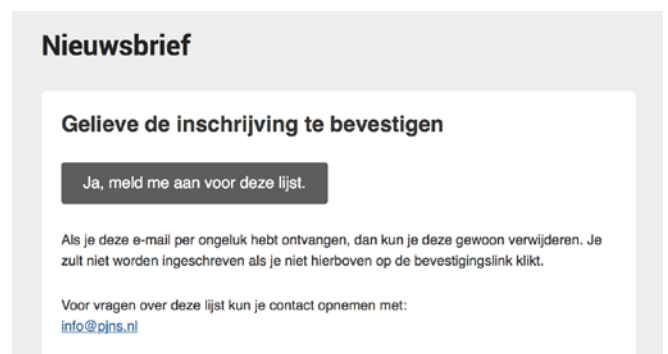 Nieuwsbrief
Gelieve de inschrijving te bevestigen
Ja, meld me aan voor deze lijst.
Als je deze e-mail per ongeluk hebt ontvangen, dan kun je deze gewoon verwijderen. Je
zult niet worden ingeschreven als je niet hierboven op de bevestigingslink klikt.
Voor vragen over deze lijst kun je contact opnemen met:
info@pjns.nl